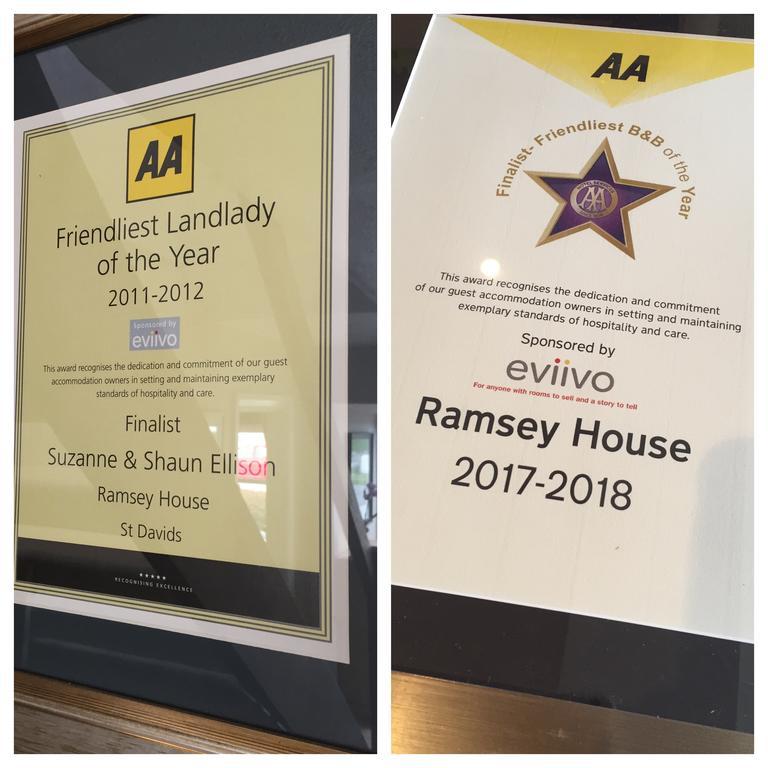 AA
Friendliest Landlady
of the Year
2011-2012
Sponsored by
eviivo
This award recognises the dedication and commitment of our guest
accommodation owners in setting and maintaining exemplary
standards of hospitality and care.
Finalist
Suzanne & Shaun Ellison
Ramsey House
St Davids
RECOGNISING EXCELLENCE
AA
Finalist- Friendliest B&B of the Year
AA
This award recognises the dedication and commitment
of our guest accommodation owners in setting and maintaining
exemplary standards of hospitality and care.
Sponsored by
eviivo
For anyone with rooms to sell and a story to tell
Ramsey House
2017-2018